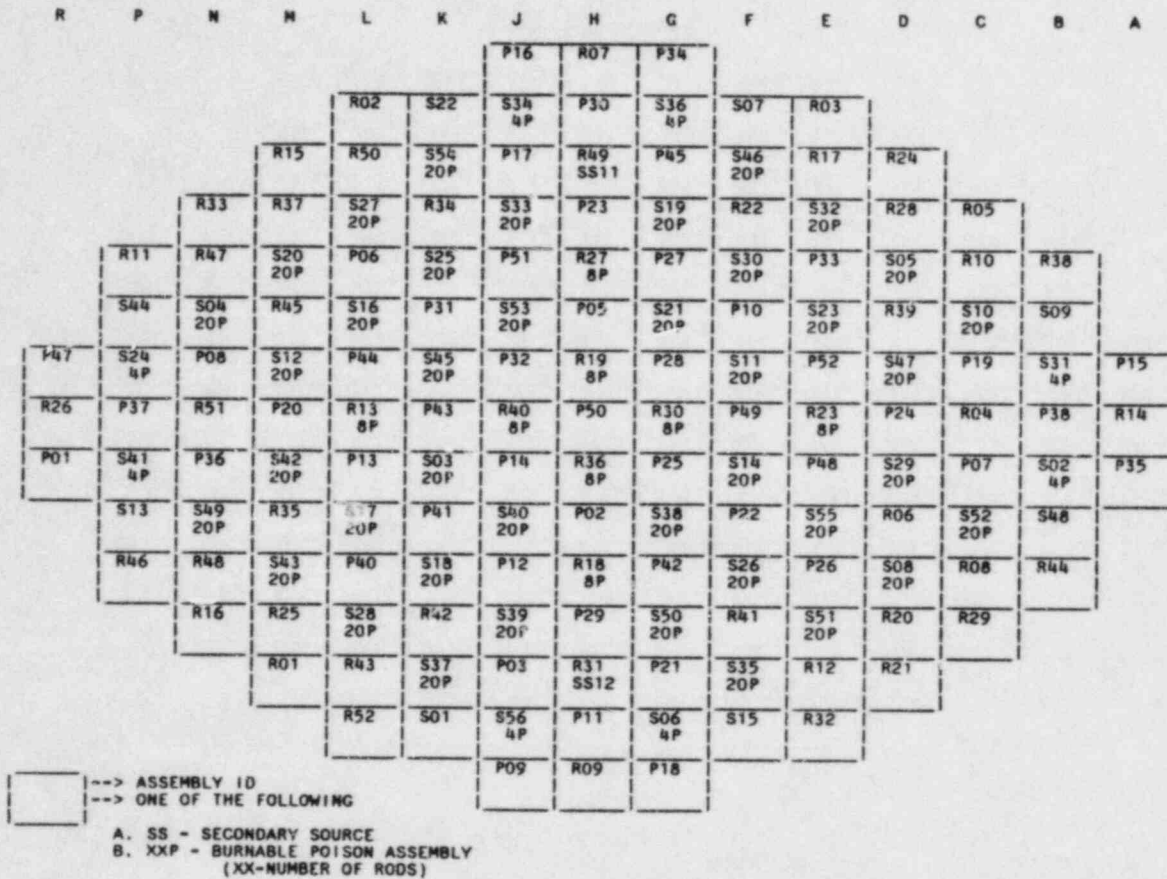 R P N M L K J H G F E D C B A
P16 R07 P34
R02 S22 S34 P30 S36 S07 R03
4P 4P
R15 R50 S54 P17 R49 P45 S46 R17 R24
20P SS11 20P
R33 R37 S27 R34 S33 P23 S19 R22 S32 R28 R05
20P 20P 20P 20P
R11 R47 S20 P06 S25 P51 R27 P27 S30 P33 S05 R10 R38
20P 20P 8P 20P 20P
S44 S04 R45 S16 P31 S53 P05 S21 P10 S23 R39 S10 S09
20P 20P 20P 20P 20P 20P
P47 S24 P08 S12 P44 S45 P32 R19 P28 S11 P52 S47 P19 S31 P15
4P 20P 20P 8P 20P 20P 4P
R26 P37 R51 P20 R13 P43 R40 P50 R30 P49 R23 P24 R04 P38 R14
8P 8P 8P 8P
P01 S41 P36 S42 P13 S03 P14 R36 P25 S14 P48 S29 P07 S02 P35
4P 20P 20P 8P 20P 20P 4P
S13 S49 R35 S17 P41 S40 P02 S38 P22 S55 R06 S52 S48
20P 20P 20P 20P 20P 20P
R46 R48 S43 P40 S18 P12 R18 P42 S26 P26 S08 R08 R44
20P 20P 8P 20P 20P
R16 R25 S28 R42 S39 P29 S50 R41 S51 R20 R29
20P 20P 20P 20P
R01 R43 S37 P03 R31 P21 S35 R12 R21
20P SS12 20P
R52 S01 S56 P11 S06 S15 R32
4P 4P
P09 R09 P18
--> ASSEMBLY ID
--> ONE OF THE FOLLOWING
A. SS - SECONDARY SOURCE
B. XXP - BURNABLE POISON ASSEMBLY
(XX-NUMBER OF RODS)